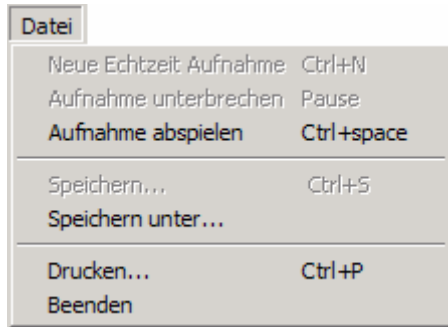 Datei
Neue Echtzeit Aufnahme Ctrl+N
Aufnahme unterbrechen Pause
Aufnahme abspielen Ctrl+space
Speichern... Ctrl+S
Speichern unter...
Drucken... Ctrl+P
Beenden